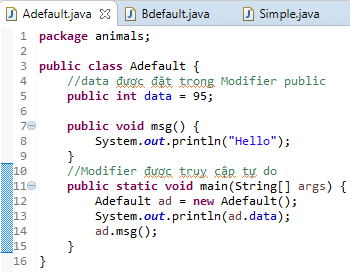 Adefault.java Bdefault.java Simple.java
1 package animals;
2
3 public class Adefault {
4 //data được đặt trong Modifier public
5 public int data = 95;
6
7 public void msg() {
8 System.out.println("Hello");
9 }
10 //Modifier được truy cập tự do
11 public static void main(String[] args) {
12 Adefault ad = new Adefault();
13 System.out.println(ad.data);
14 ad.msg();
15 }
16 }